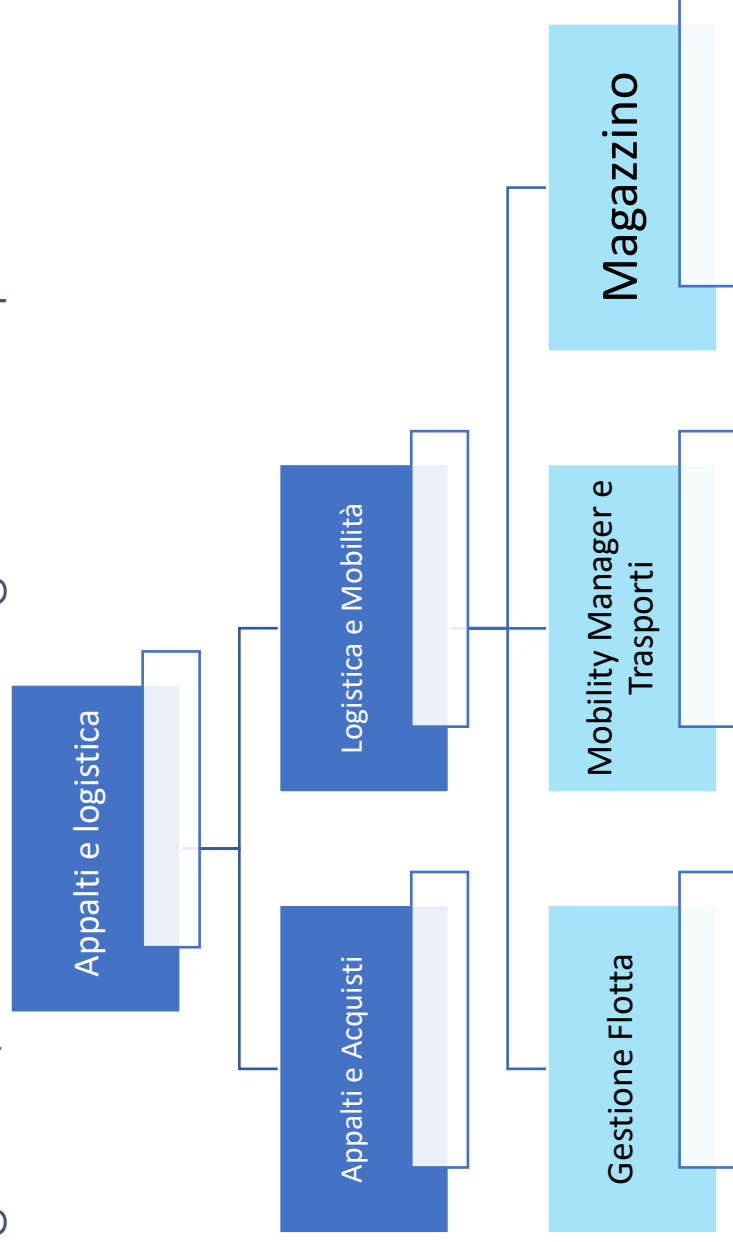 Appalti e logistica
Appalti e Acquisti
Logistica e Mobilità
Gestione Flotta
Mobility Manager e
Trasporti
Magazzino